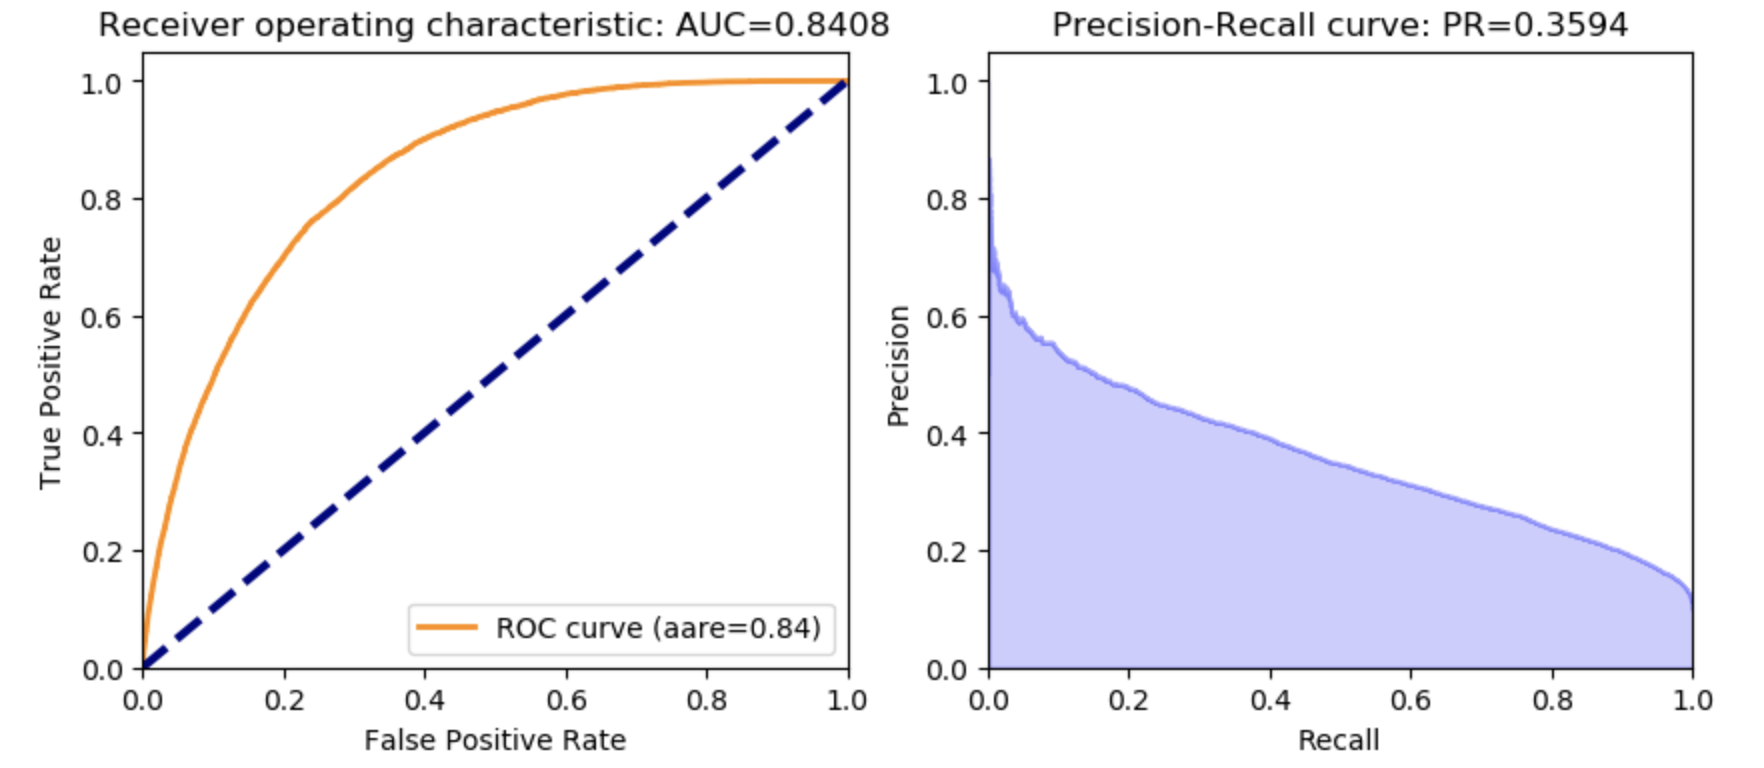 Receiver operating characteristic: AUC=0.8408
True Positive Rate
1.0
0.8
0.6
0.4
0.2
0.0
ROC curve (aare=0.84)
0.0 0.2 0.4 0.6 0.8 1.0
False Positive Rate
Precision-Recall curve: PR=0.3594
Precision
1.0
0.8
0.6
0.4
0.2
0.0
0.0 0.2 0.4 0.6 0.8 1.0
Recall